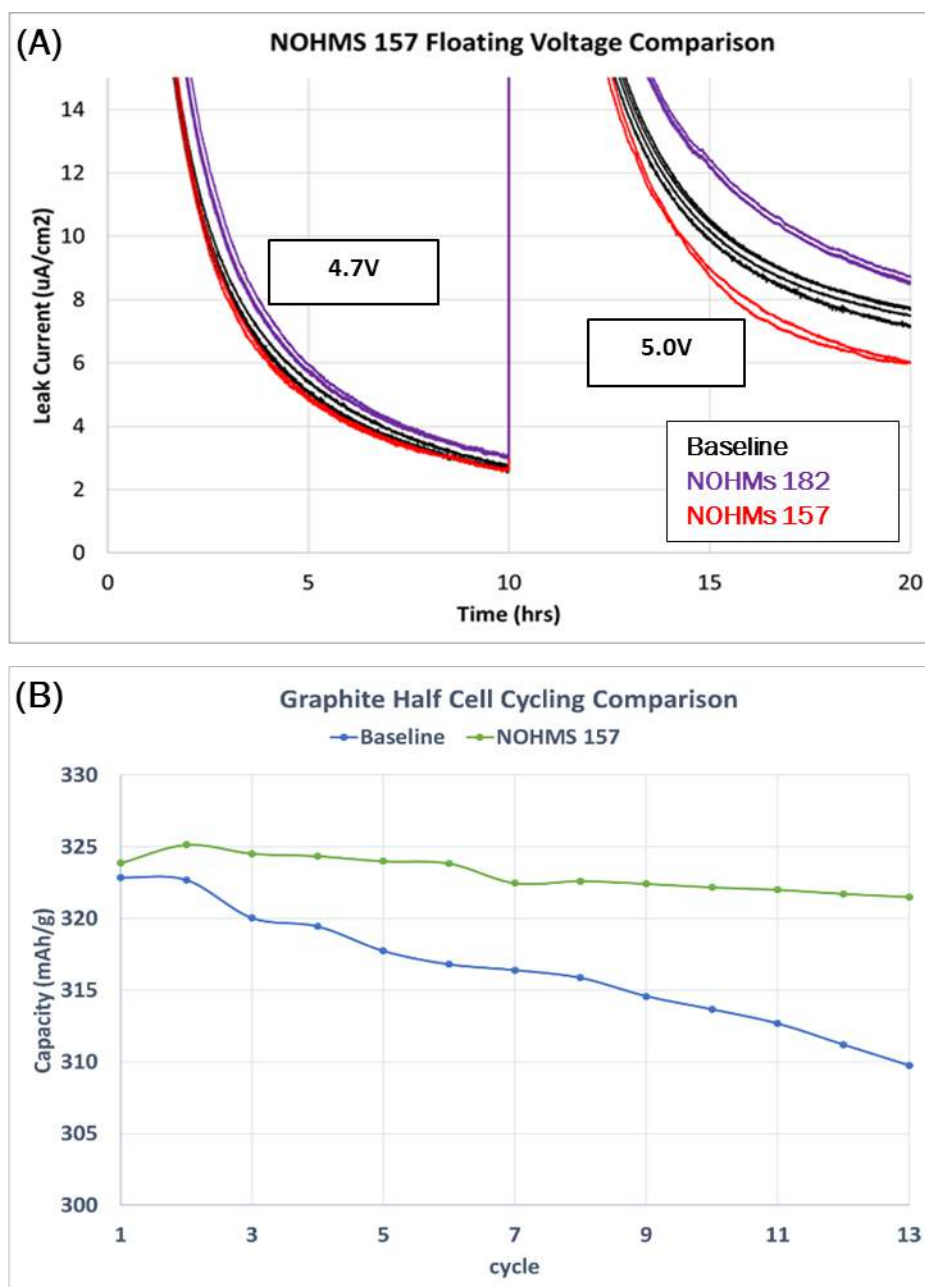 (A)
NOHMS 157 Floating Voltage Comparison
Leak Current (uA/cm2)
14
12
10
8
6
4
2
0
4.7V
5.0V
Baseline
NOHMs 182
NOHMs 157
0 5 10 15 20
Time (hrs)
(B)
Graphite Half Cell Cycling Comparison
Baseline NOHMS 157
Capacity (mAh/g)
330
325
320
315
310
305
300
1 3 5 7 9 11 13
cycle